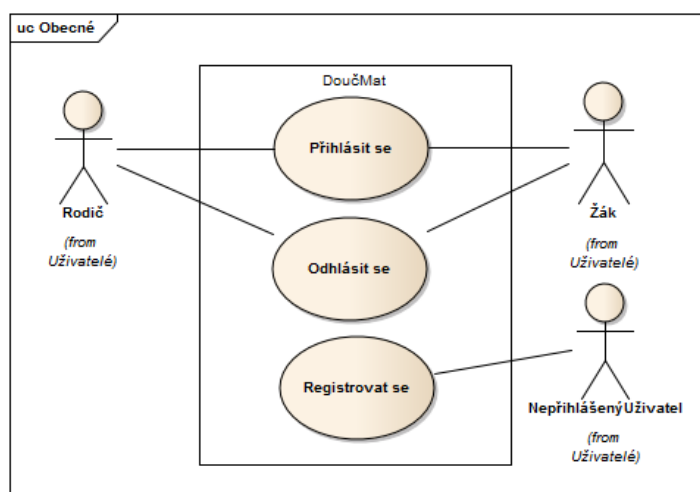 uc Obecné
DoučMat
Přihlásit se
Rodič
(from
Uživatelé)
Žák
(from
Uživatelé)
Odhlásit se
Registrovat se
NepřihlášenýUživatel
(from
Uživatelé)